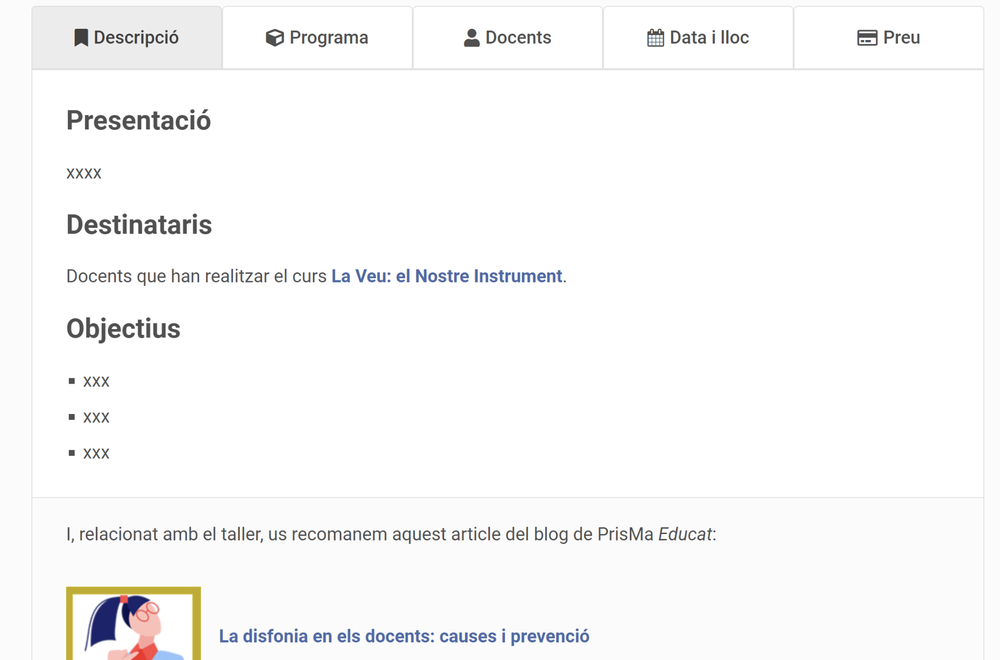 Descripció
Programa
Docents
Data i lloc
Preu
Presentació
xxxx
Destinataris
Docents que han realitzar el curs La Veu: el Nostre Instrument.
Objectius
xxx
xxx
xxx
I, relacionat amb el taller, us recomanem aquest article del blog de PrisMa Educat:
La disfonia en els docents: causes i prevenció